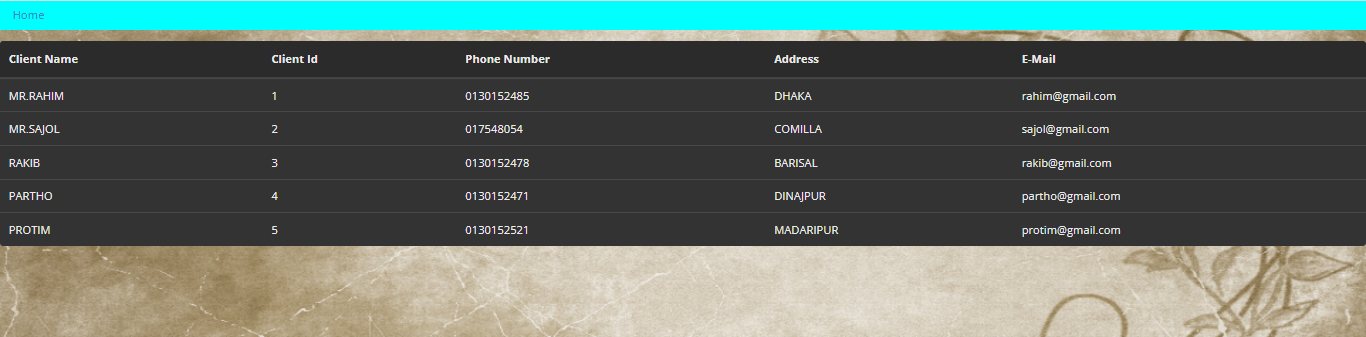 Home
Client Name Client Id Phone Number Address E-Mail
MR.RAHIM 1 0130152485 DHAKA rahim@gmail.com
MR.SAJOL 2 017548054 COMILLA sajol@gmail.com
RAKIB 3 0130152478 BARISAL rakib@gmail.com
PARTHO 4 0130152471 DINAJPUR partho@gmail.com
PROTIM 5 0130152521 MADARIPUR protim@gmail.com